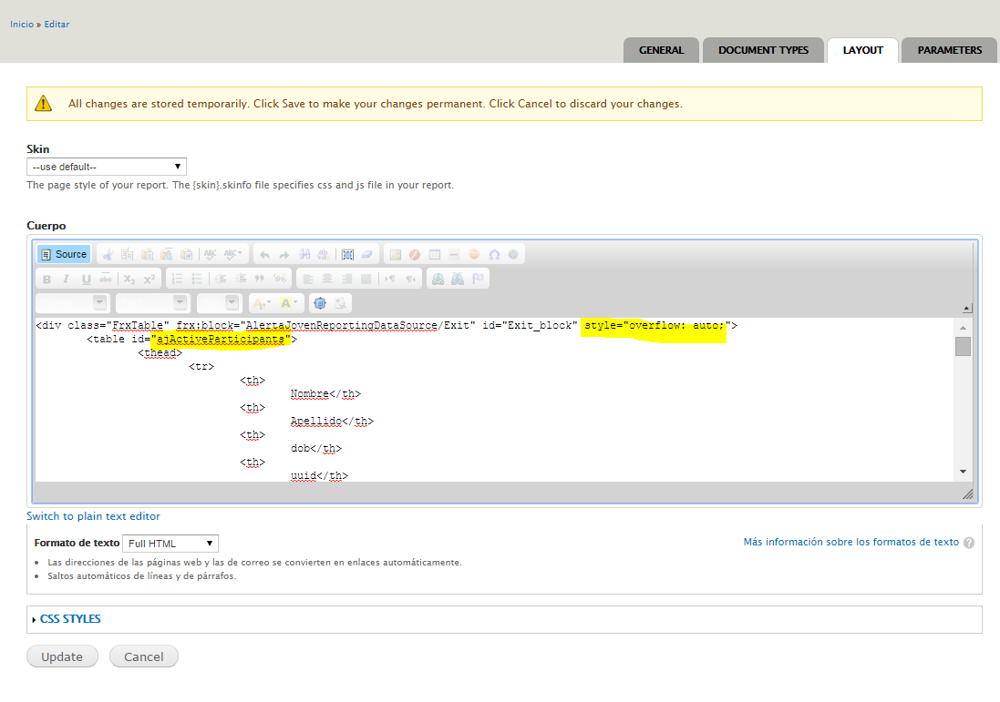 Inicio » Editar
GENERAL
DOCUMENT TYPES
LAYOUT
PARAMETERS
All changes are stored temporarily. Click Save to make your changes permanent. Click Cancel to discard your changes.
Skin
--use default--
The page style of your report. The {skin}.skinfo file specifies css and js file in your report.
Cuerpo
Source
<div class="FrxTable" frx:block="AlertaJovenReportingDataSource/Exit" id="Exit_block" style="overflow: auto;">
<table id="ajActiveParticipants">
<thead>
<tr>
<th>
Nombre</th>
<th>
Apellido</th>
<th>
dob</th>
<th>
uuid</th>
Switch to plain text editor
Formato de texto Full HTML
Más información sobre los formatos de texto
Las direcciones de las páginas web y las de correo se convierten en enlaces automáticamente.
Saltos automáticos de líneas y de párrafos.
CSS STYLES
Update
Cancel